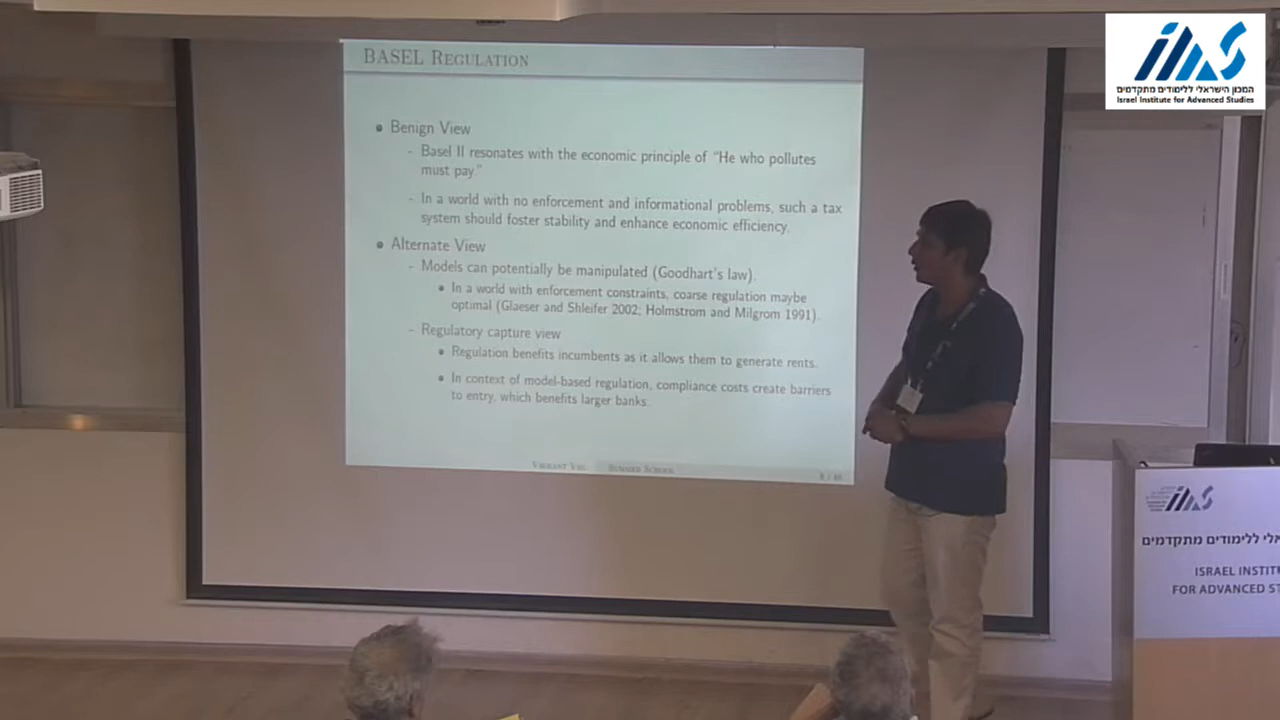 BASEL REGULATION
• Benign View
- Basel II resonates with the economic principle of “He who pollutes
must pay.”
- In a world with no enforcement and informational problems, such a tax
system should foster stability and enhance economic efficiency.
• Alternate View
- Models can potentially be manipulated (Goodhart's law).
• In a world with enforcement constraints, coarse regulation maybe
optimal (Glaeser and Shleifer 2002; Holmstrom and Milgrom 1991).
- Regulatory capture view
• Regulation benefits incumbents as it allows them to generate rents.
• In context of model-based regulation, compliance costs create barriers
to entry, which benefits larger banks.
VIKRANT VIG SUMMER SCHOOL
המכון הישראלי ללימודים מתקדמים
Israel Institute for Advanced Studies
אלי ללימודים מתקדמים
ISRAEL INSTIT
FOR ADVANCED ST